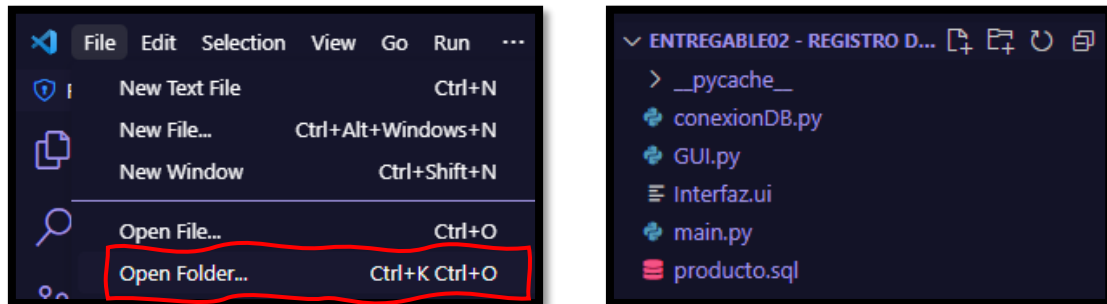 File Edit Selection View Go Run ...
New Text File Ctrl+N
New File... Ctrl+Alt+Windows+N
New Window Ctrl+Shift+N
Open File... Ctrl+O
Open Folder... Ctrl+K Ctrl+O
ENTREGABLE02 - REGISTRO D...
__pycache__
conexionDB.py
GUI.py
Interfaz.ui
main.py
producto.sql